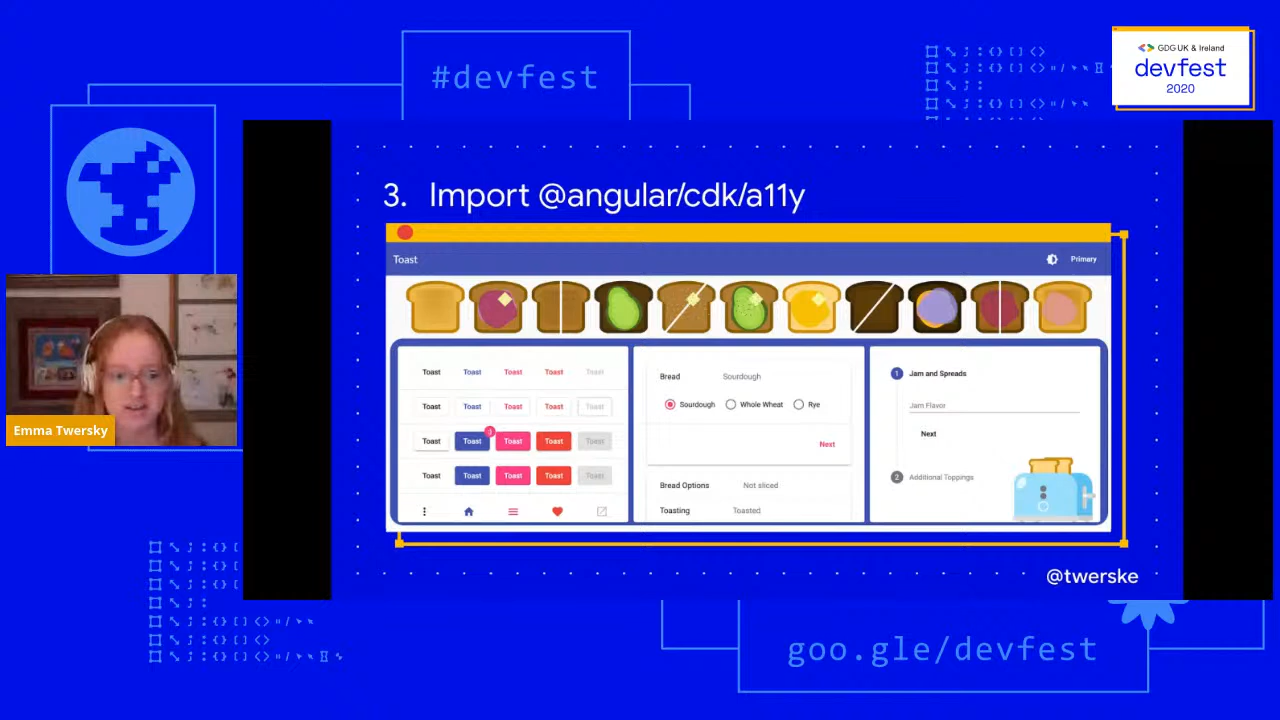 #devfest
GDG UK & Ireland
devfest
2020
3. Import @angular/cdk/a11y
Toast
Primary
Toast Toast Toast Toast Toast
Toast Toast Toast Toast Toast
Toast Toast Toast Toast Toast
3
Toast Toast Toast Toast Toast
Bread Sourdough
Sourdough Whole Wheat Rye
Next
Bread Options Not sliced
Toasting Toasted
1 Jam and Spreads
Jam Flavor
Next
2 Additional Toppings
Emma Twersky
@twerske
goo.gle/devfest